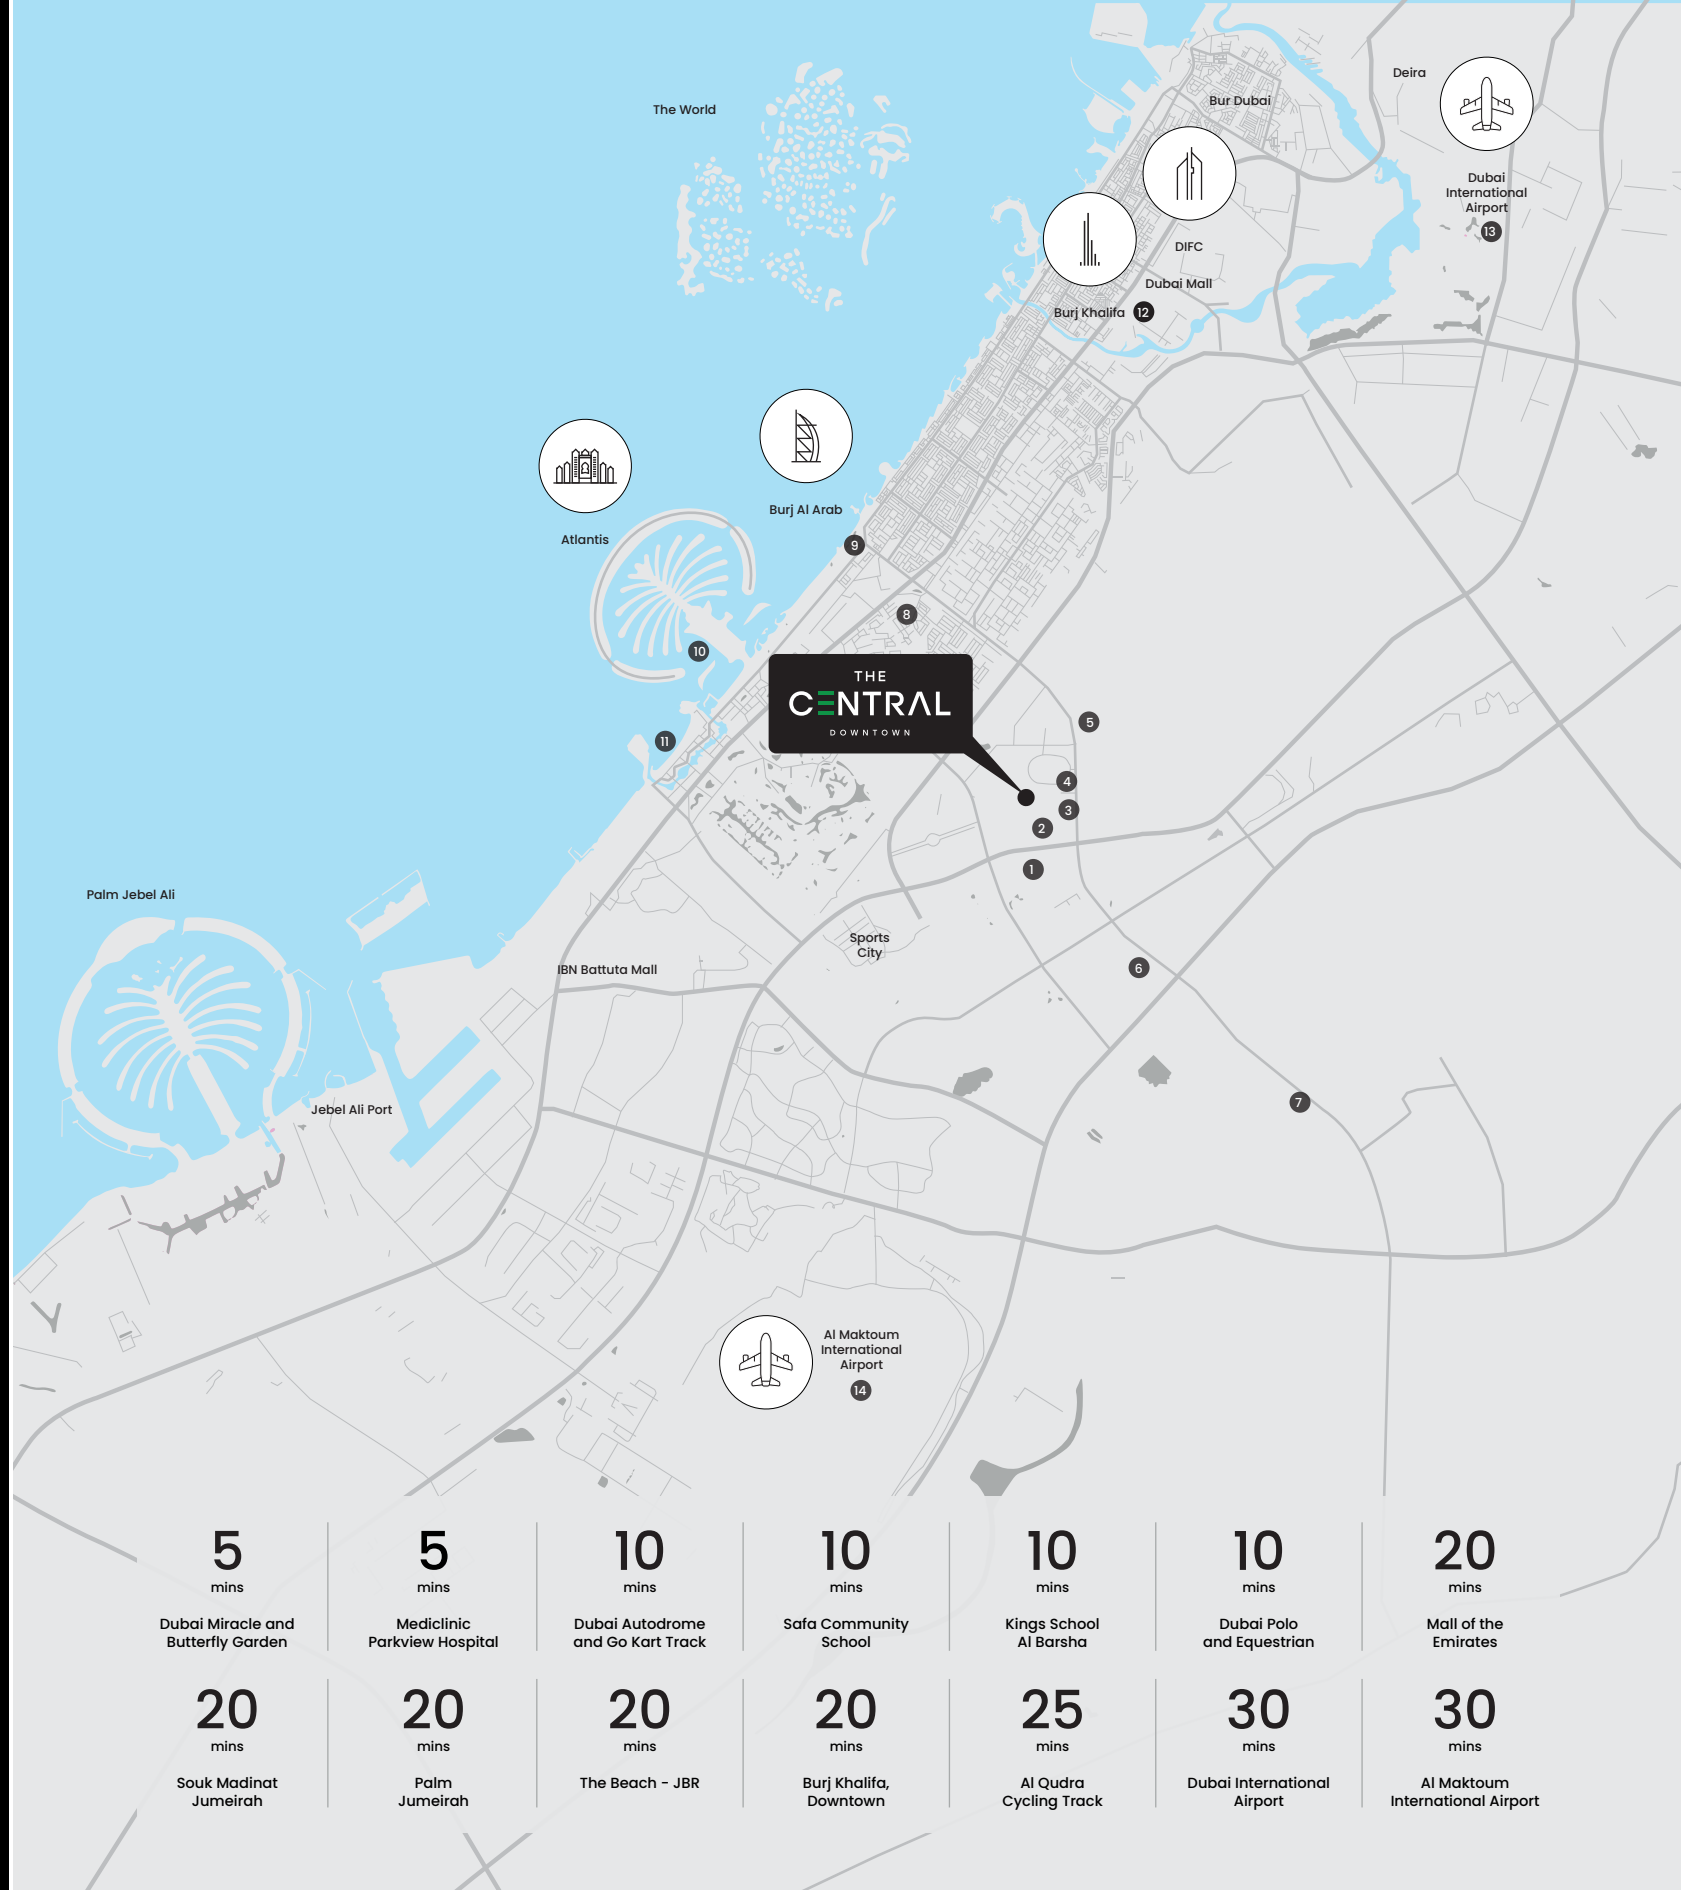 Deira
The World
Bur Dubai
Dubai
International
Airport
13
DIFC
Dubai Mall
Burj Khalifa
12
Burj Al Arab
Atlantis
9
8
10
THE
CENTRAL
DOWNTOWN
5
11
4
3
2
1
Palm Jebel Ali
Sports
City
IBN Battuta Mall
6
7
Jebel Ali Port
Al Maktoum
International
Airport
14
5
mins
Dubai Miracle and
Butterfly Garden
5
mins
Mediclinic
Parkview Hospital
10
mins
Dubai Autodrome
and Go Kart Track
10
mins
Safa Community
School
10
mins
Kings School
Al Barsha
10
mins
Dubai Polo
and Equestrian
20
mins
Mall of the
Emirates
20
mins
Souk Madinat
Jumeirah
20
mins
Palm
Jumeirah
20
mins
The Beach - JBR
20
mins
Burj Khalifa,
Downtown
25
mins
Al Qudra
Cycling Track
30
mins
Dubai International
Airport
30
mins
Al Maktoum
International Airport